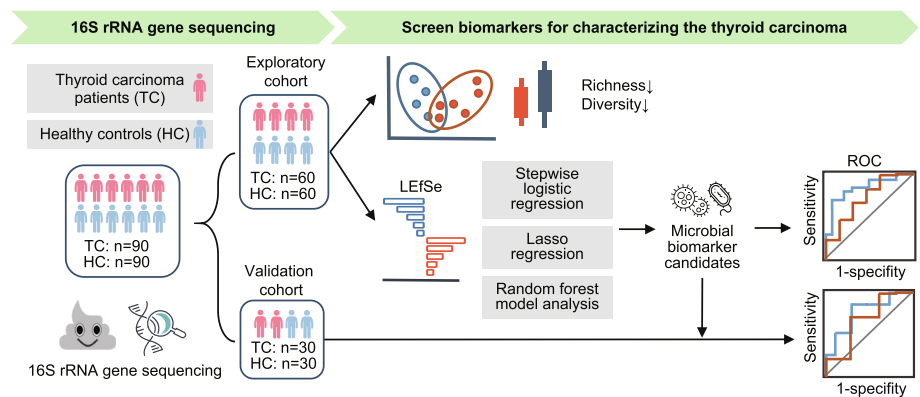 16S rRNA gene sequencing
Screen biomarkers for characterizing the thyroid carcinoma
Thyroid carcinoma
patients (TC)
Healthy controls (HC)
TC: n=90
HC: n=90
16S rRNA gene sequencing
Exploratory
cohort
TC: n=60
HC: n=60
Validation
cohort
TC: n=30
HC: n=30
Richness↓
Diversity↓
LEfSe
Stepwise
logistic
regression
Lasso
regression
Random forest
model analysis
Microbial
biomarker
candidates
ROC
Sensitivity
1-specifity
Sensitivity
1-specifity